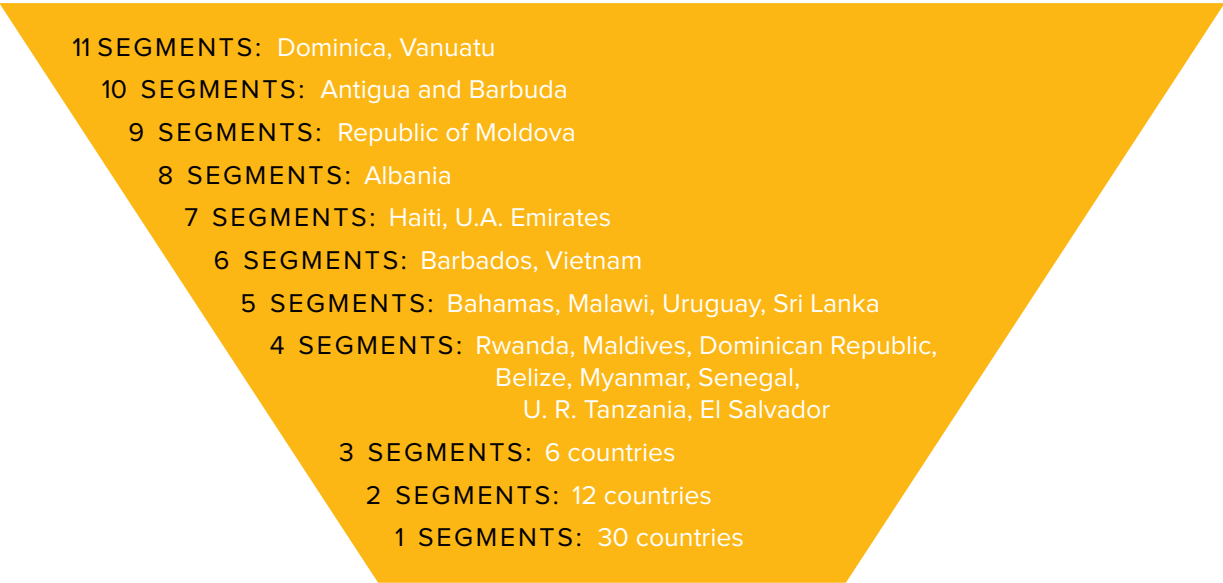 11 SEGMENTS: Dominica, Vanuatu
10 SEGMENTS: Antigua and Barbuda
9 SEGMENTS: Republic of Moldova
8 SEGMENTS: Albania
7 SEGMENTS: Haiti, U.A. Emirates
6 SEGMENTS: Barbados, Vietnam
5 SEGMENTS: Bahamas, Malawi, Uruguay, Sri Lanka
4 SEGMENTS: Rwanda, Maldives, Dominican Republic,
Belize, Myanmar, Senegal,
U. R. Tanzania, El Salvador
3 SEGMENTS: 6 countries
2 SEGMENTS: 12 countries
1 SEGMENTS: 30 countries